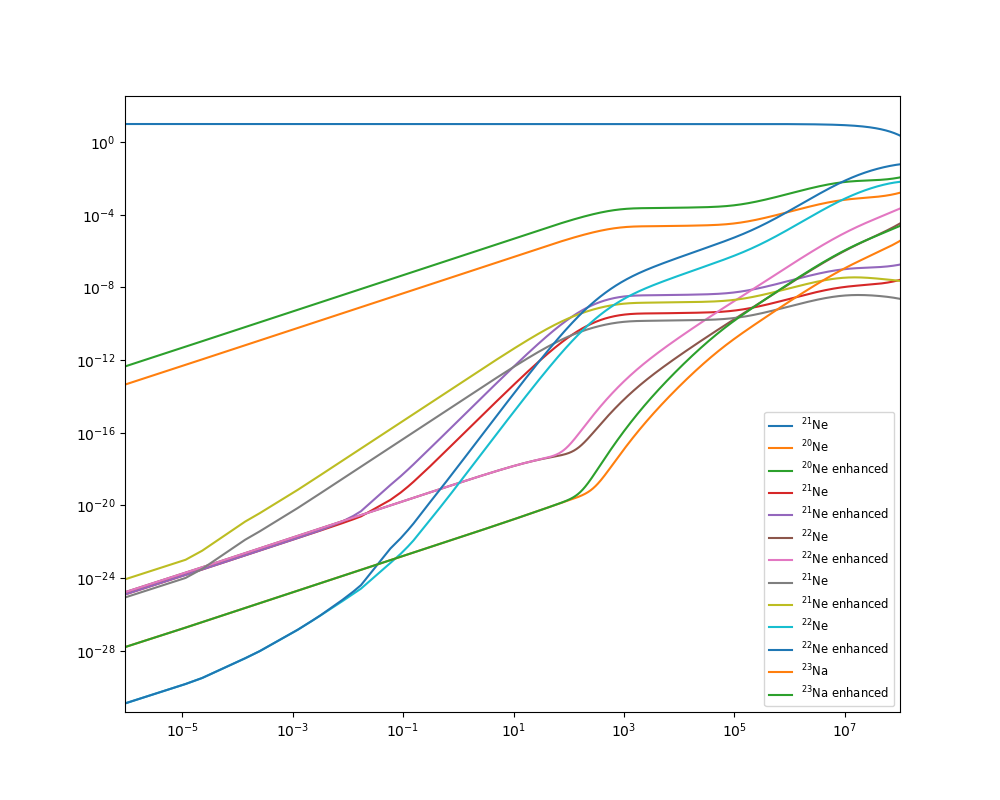 10⁰
10⁻⁴
10⁻⁸
10⁻¹²
10⁻¹⁶
10⁻²⁰
10⁻²⁴
10⁻²⁸
²¹Ne
²⁰Ne
²⁰Ne enhanced
²¹Ne
²¹Ne enhanced
²²Ne
²²Ne enhanced
²¹Ne
²¹Ne enhanced
²²Ne
²²Ne enhanced
²³Na
²³Na enhanced
10⁻⁵ 10⁻³ 10⁻¹ 10¹ 10³ 10⁵ 10⁷